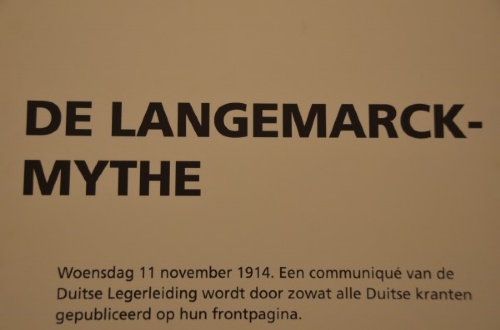 DE LANGEMARCK-
MYTHE
Woensdag 11 november 1914. Een communiqué van de
Duitse Legerleiding wordt door zowat alle Duitse kranten
gepubliceerd op hun frontpagina.